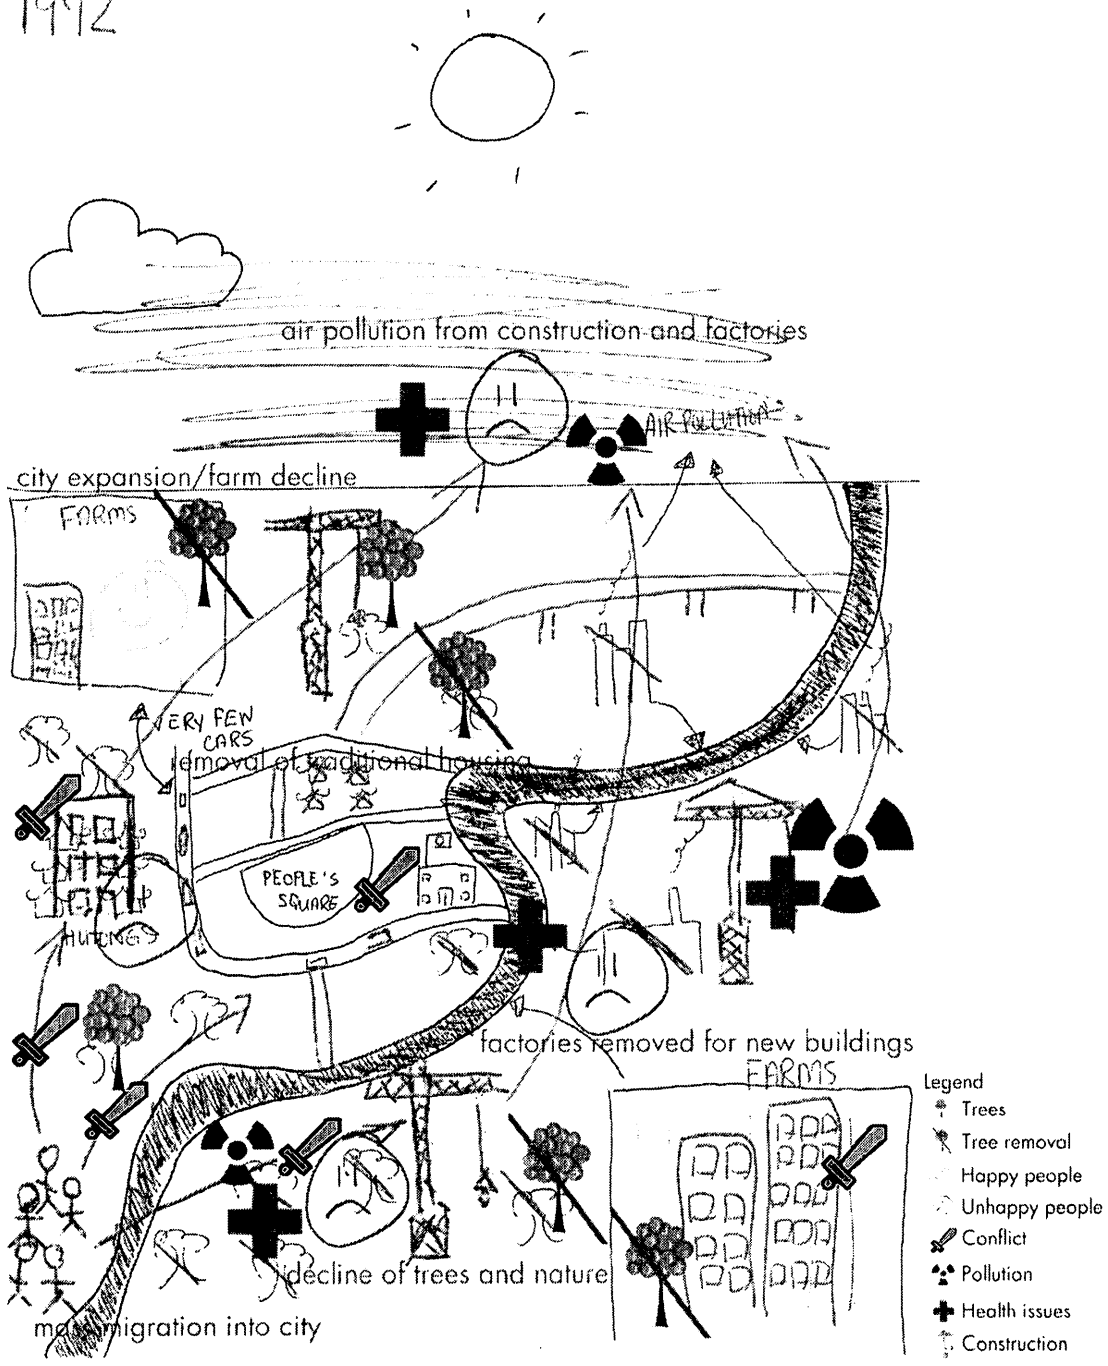 1992
air pollution from construction and factories
AIR POLLUTION
city expansion/farm decline
FARMS
VERY FEW
CARS
removal of traditional housing
PEOPLE'S
SQUARE
HUTONGS
factories removed for new buildings
FARMS
Legend
Trees
Tree removal
Happy people
Unhappy people
Conflict
Pollution
Health issues
Construction
decline of trees and nature
mass migration into city